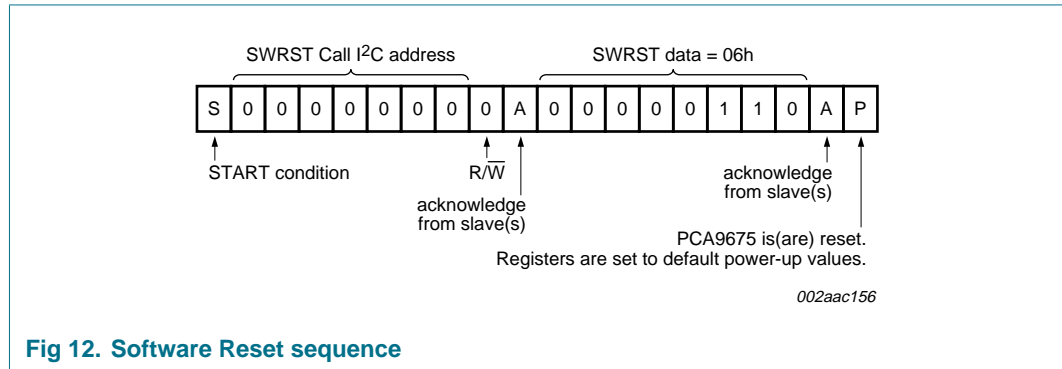 SWRST Call I2C address SWRST data = 06h
S 0 0 0 0 0 0 0 0 A 0 0 0 0 0 1 1 0 A P
START condition R/W acknowledge
acknowledge from slave(s)
from slave(s)
PCA9675 is(are) reset.
Registers are set to default power-up values.
002aac156
Fig 12. Software Reset sequence